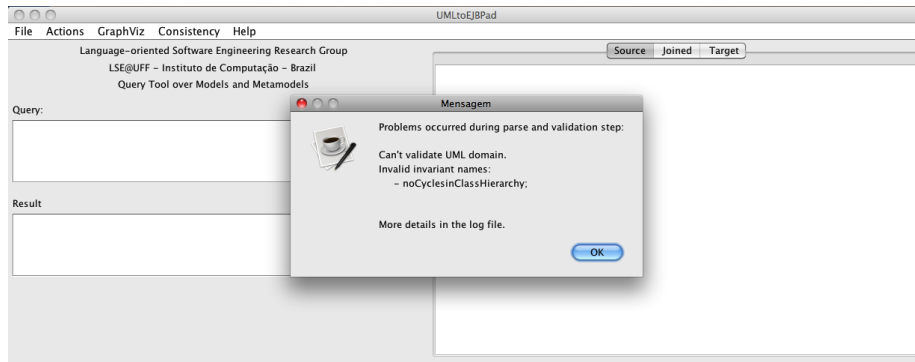 UMLtoEJBPad
File Actions GraphViz Consistency Help
Language-oriented Software Engineering Research Group
LSE@UFF - Instituto de Computação - Brazil
Query Tool over Models and Metamodels
Source Joined Target
Query:
Mensagem
Problems occurred during parse and validation step:
Can't validate UML domain.
Invalid invariant names:
- noCyclesinClassHierarchy;
More details in the log file.
OK
Result